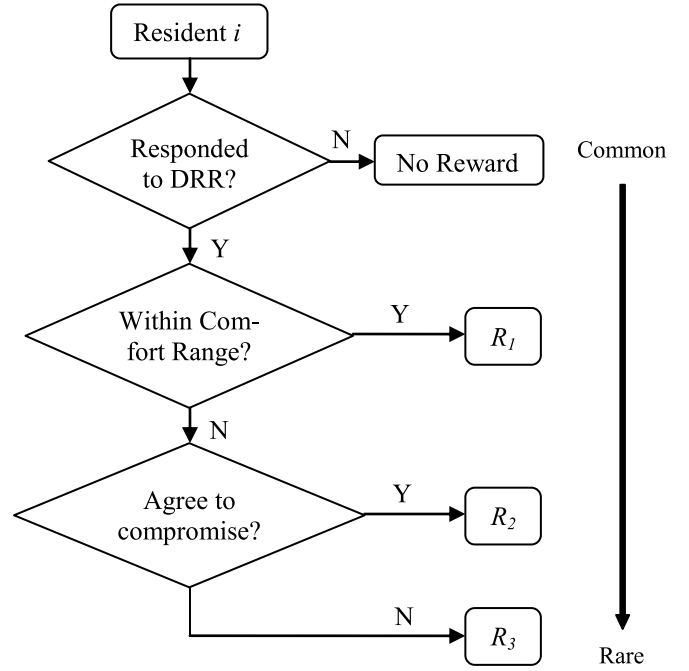 Resident i
Responded
to DRR?
N
No Reward
Common
Y
Within Com-
fort Range?
Y
R1
N
Agree to
compromise?
Y
R2
N
R3
Rare